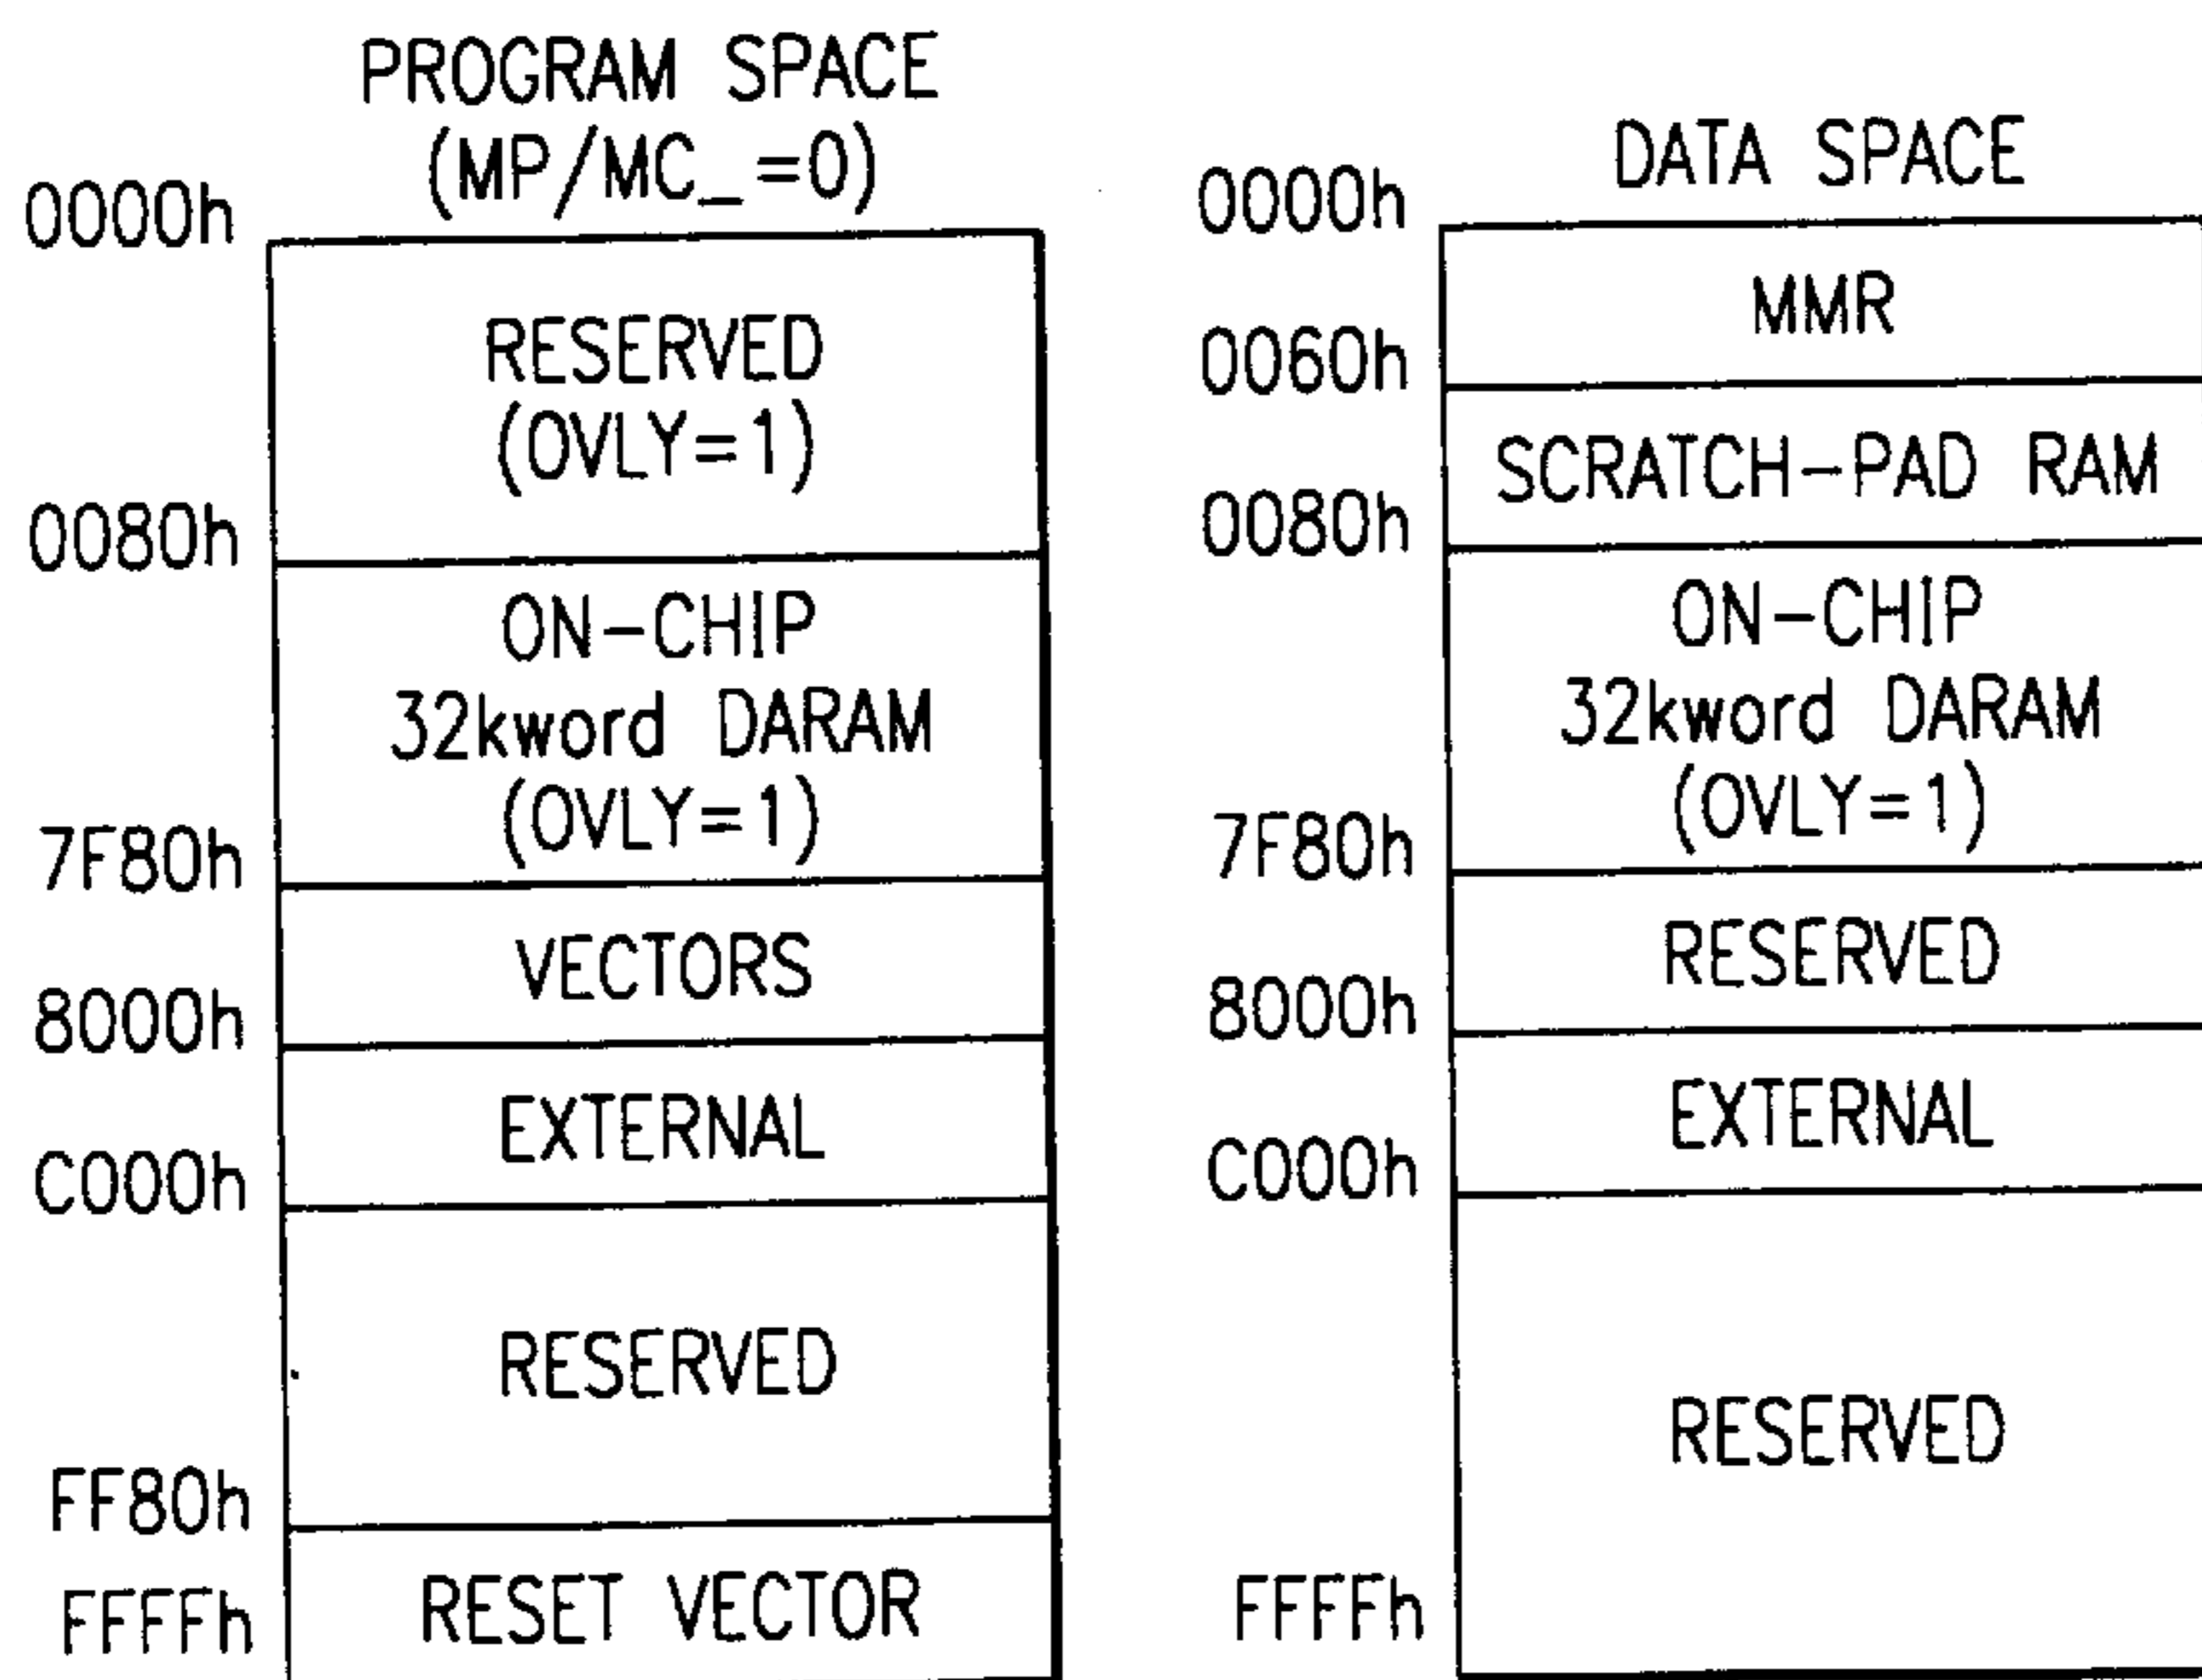 PROGRAM SPACE
(MP/MC_=0)
0000h
RESERVED
(OVLY=1)
0080h
ON-CHIP
32kword DARAM
(OVLY=1)
7F80h
VECTORS
8000h
EXTERNAL
C000h
RESERVED
FF80h
RESET VECTOR
FFFFh
DATA SPACE
0000h
MMR
0060h
SCRATCH-PAD RAM
0080h
ON-CHIP
32kword DARAM
(OVLY=1)
7F80h
RESERVED
8000h
EXTERNAL
C000h
RESERVED
FFFFh